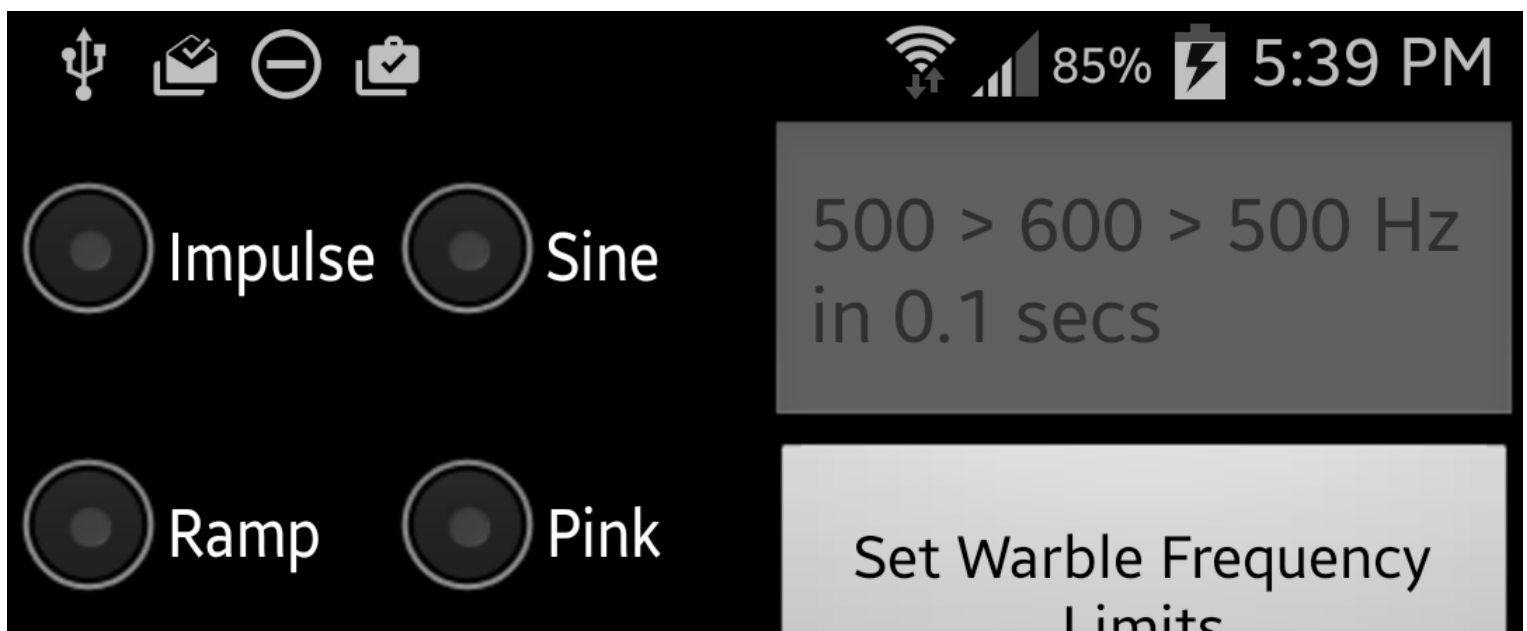 85% 5:39 PM
Impulse Sine
500 > 600 > 500 Hz
in 0.1 secs
Ramp Pink
Set Warble Frequency
Limits